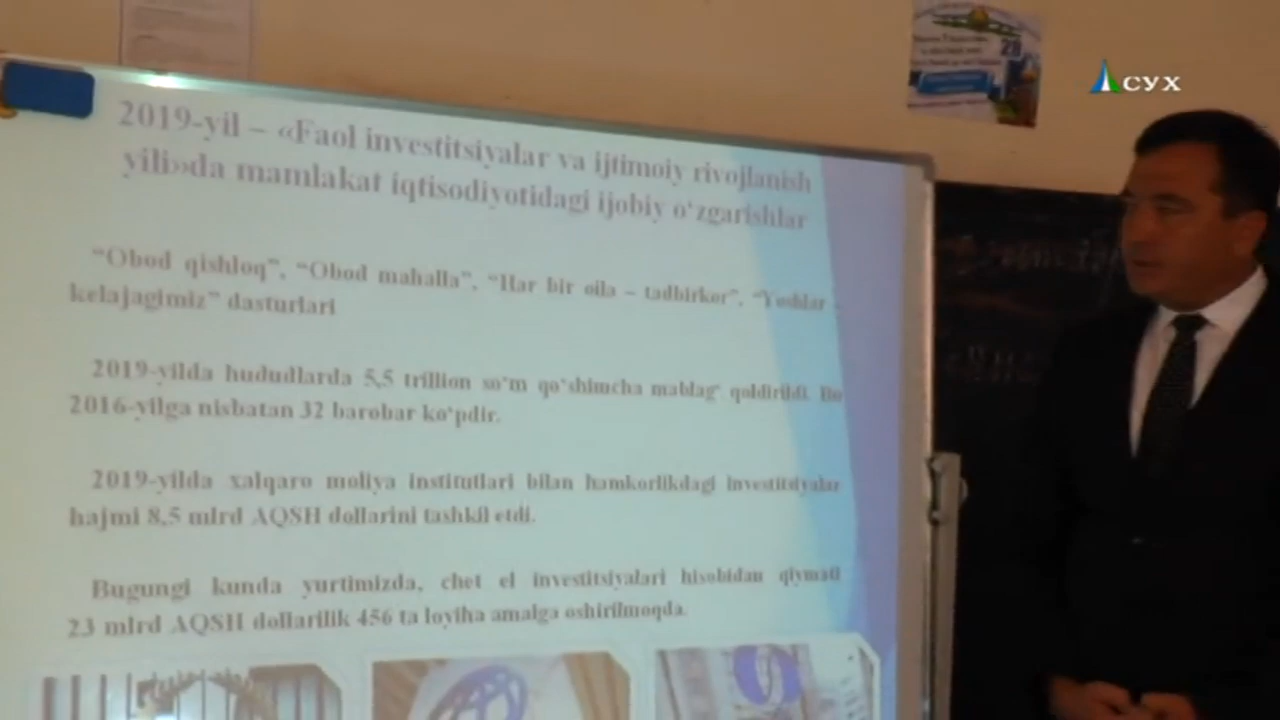 СУХ
28
2019-yil – «Faol investitsiyalar va ijtimoiy rivojlanish
yili»da mamlakat iqtisodiyotidagi ijobiy o‘zgarishlar
“Obod qishloq”, “Obod mahalla”, “Har bir oila – tadbirkor”, “Yoshlar –
kelajagimiz” dasturlari
2019-yilda hududlarda 5,5 trillion so‘m qo‘shimcha mablag‘ qoldirildi. Bu
2016-yilga nisbatan 32 barobar ko‘pdir.
2019-yilda xalqaro moliya institutlari bilan hamkorlikdagi investitsiyalar
hajmi 8,5 mlrd AQSH dollarini tashkil etdi.
Bugungi kunda yurtimizda, chet el investitsiyalari hisobidan qiymati
23 mlrd AQSH dollarilik 456 ta loyiha amalga oshirilmoqda.